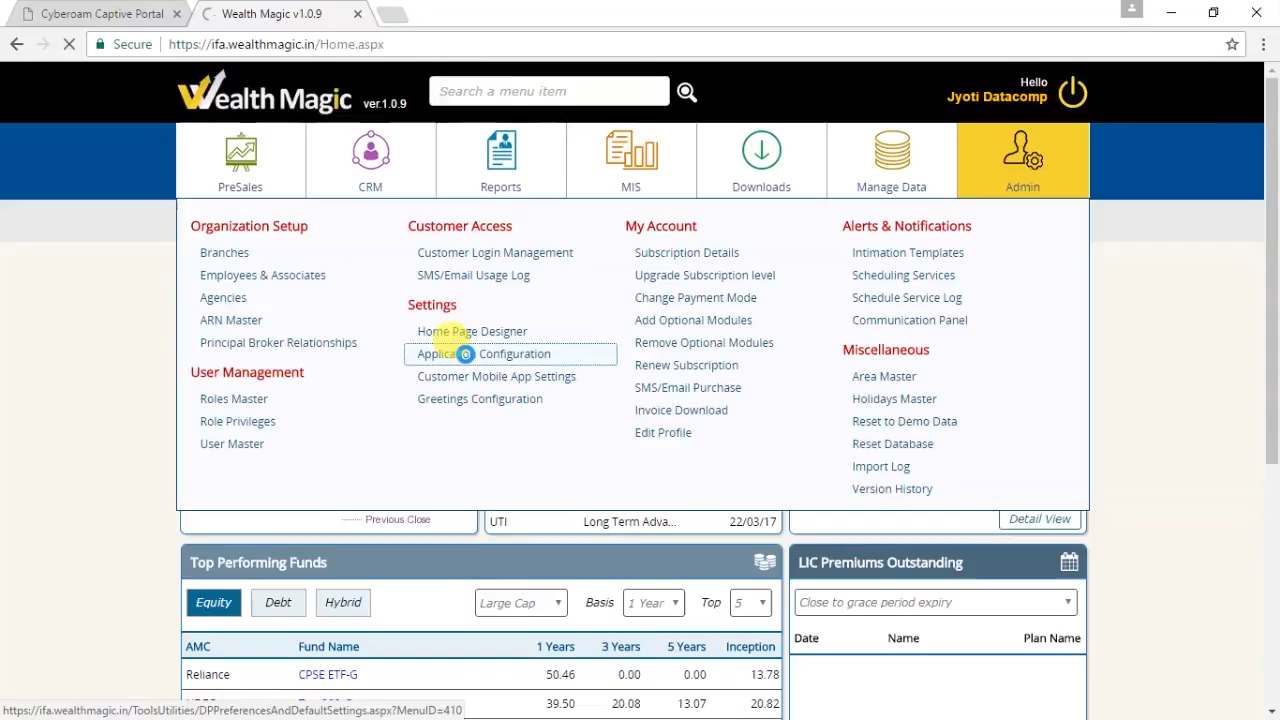 Cyberoam Captive Portal
Wealth Magic v1.0.9
Secure
https://ifa.wealthmagic.in/Home.aspx
Wealth Magic ver.1.0.9
Search a menu item
Hello
Jyoti Datacomp
PreSales
CRM
Reports
MIS
Downloads
Manage Data
Admin
Organization Setup
Branches
Employees & Associates
Agencies
ARN Master
Principal Broker Relationships
User Management
Roles Master
Role Privileges
User Master
Customer Access
Customer Login Management
SMS/Email Usage Log
Settings
Home Page Designer
Configuration
Customer Mobile App Settings
Greetings Configuration
My Account
Subscription Details
Upgrade Subscription level
Change Payment Mode
Add Optional Modules
Remove Optional Modules
Renew Subscription
SMS/Email Purchase
Invoice Download
Edit Profile
Alerts & Notifications
Intimation Templates
Scheduling Services
Schedule Service Log
Communication Panel
Miscellaneous
Area Master
Holidays Master
Reset to Demo Data
Reset Database
Import Log
Version History
Previous Close
UTI Long Term Adva... 22/03/17
Detail View
Top Performing Funds
Equity Debt Hybrid Large Cap Basis 1 Year Top 5
AMC Fund Name 1 Years 3 Years 5 Years Inception
Reliance CPSE ETF-G 50.46 0.00 0.00 13.78
39.50 20.08 13.07 20.82
LIC Premiums Outstanding
Close to grace period expiry
Date Name Plan Name
https://ifa.wealthmagic.in/ToolsUtilities/DPPreferencesAndDefaultSettings.aspx?MenuID=410